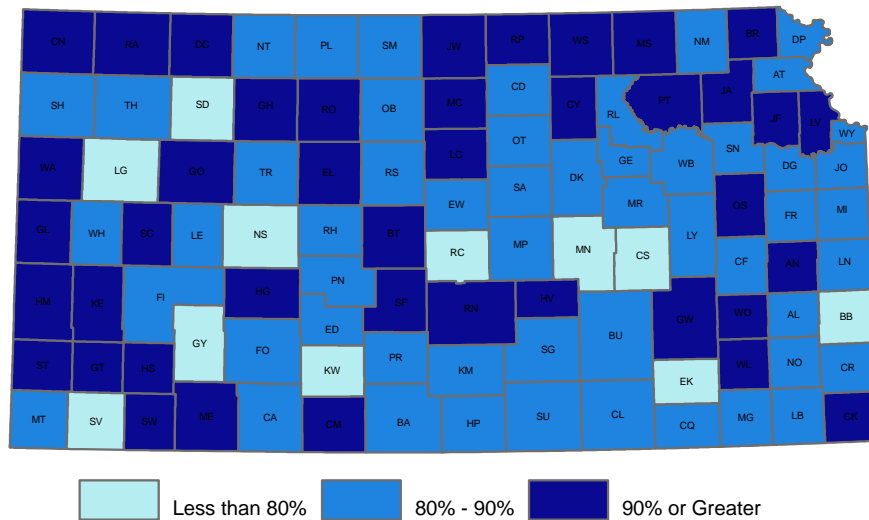 CN RA DC NT PL SM JW RP WS MS NM BR DP
SH TH SD GH RO OB MC CD CY RL PT JA AT
JF LV WY
WA LG GO TR EL RS LC OT DK GE WB SN DG JO
GL WH SC LE NS RH BT EW SA MR LY OS FR MI
RC MP MN CS CF AN LN
HM KE FI HG PN SF RN HV BU GW WO AL BB
GY ED
ST GT HS FO KW PR KM SG EK WL NO CR
MT SV SW ME CA CM BA HP SU CL CQ MG LB CK
Less than 80% 80% - 90% 90% or Greater